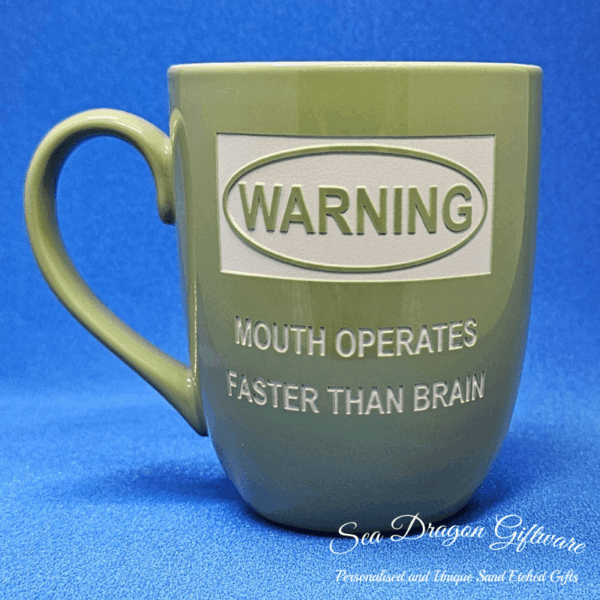 WARNING
MOUTH OPERATES
FASTER THAN BRAIN
Sea Dragon Giftware
Personalised and Unique Sand Etched Gifts